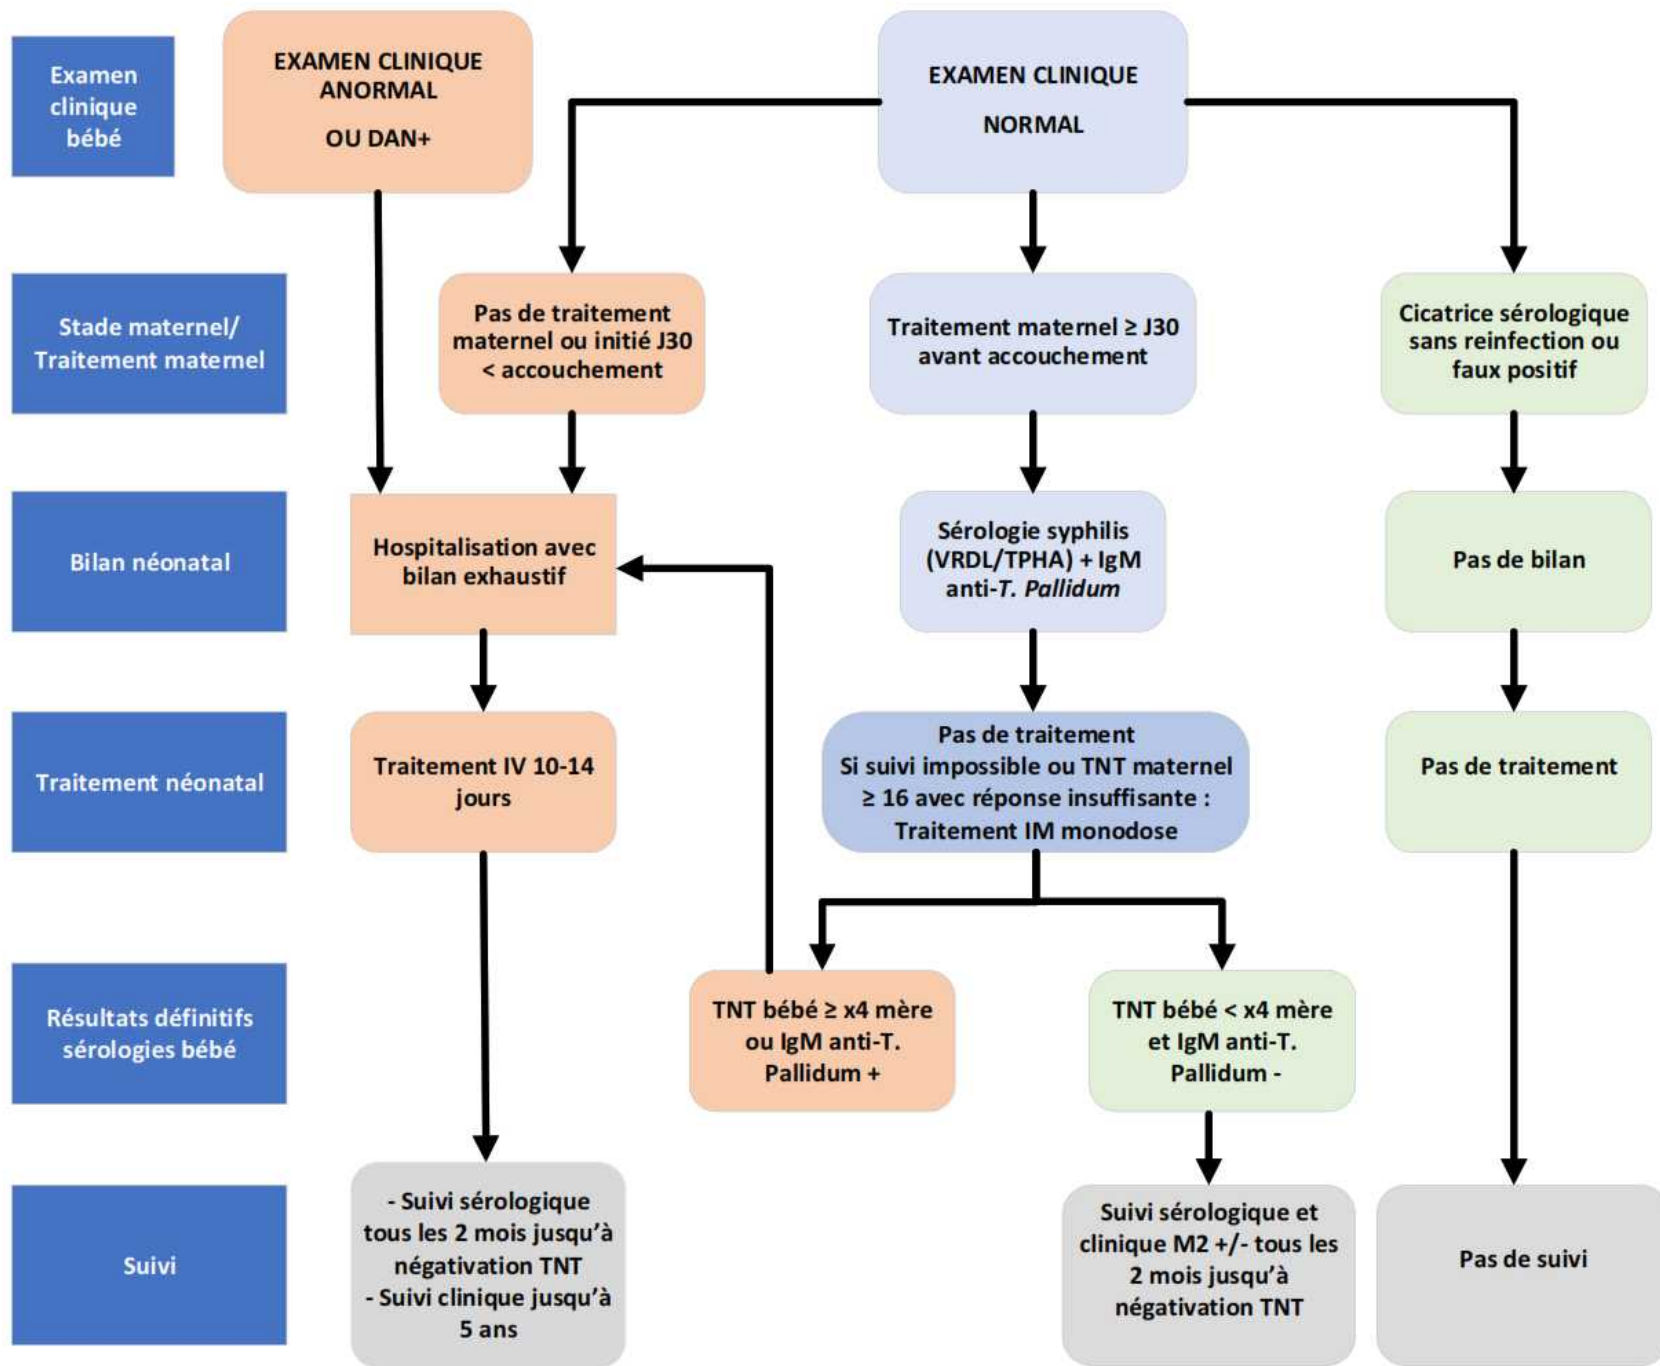 Examen
clinique
bébé
EXAMEN CLINIQUE
ANORMAL
OU DAN+
EXAMEN CLINIQUE
NORMAL
Stade maternel/
Traitement maternel
Pas de traitement
maternel ou initié J30
< accouchement
Traitement maternel ≥ J30
avant accouchement
Cicatrice sérologique
sans reinfection ou
faux positif
Bilan néonatal
Hospitalisation avec
bilan exhaustif
Sérologie syphilis
(VRDL/TPHA) + IgM
anti-T. Pallidum
Pas de bilan
Traitement néonatal
Traitement IV 10-14
jours
Pas de traitement
Si suivi impossible ou TNT maternel
≥ 16 avec réponse insuffisante :
Traitement IM monodose
Pas de traitement
Résultats définitifs
sérologies bébé
TNT bébé ≥ x4 mère
ou IgM anti-T.
Pallidum +
TNT bébé < x4 mère
et IgM anti-T.
Pallidum -
Suivi
- Suivi sérologique
tous les 2 mois jusqu'à
négativation TNT
- Suivi clinique jusqu'à
5 ans
Suivi sérologique et
clinique M2 +/- tous les
2 mois jusqu'à
négativation TNT
Pas de suivi